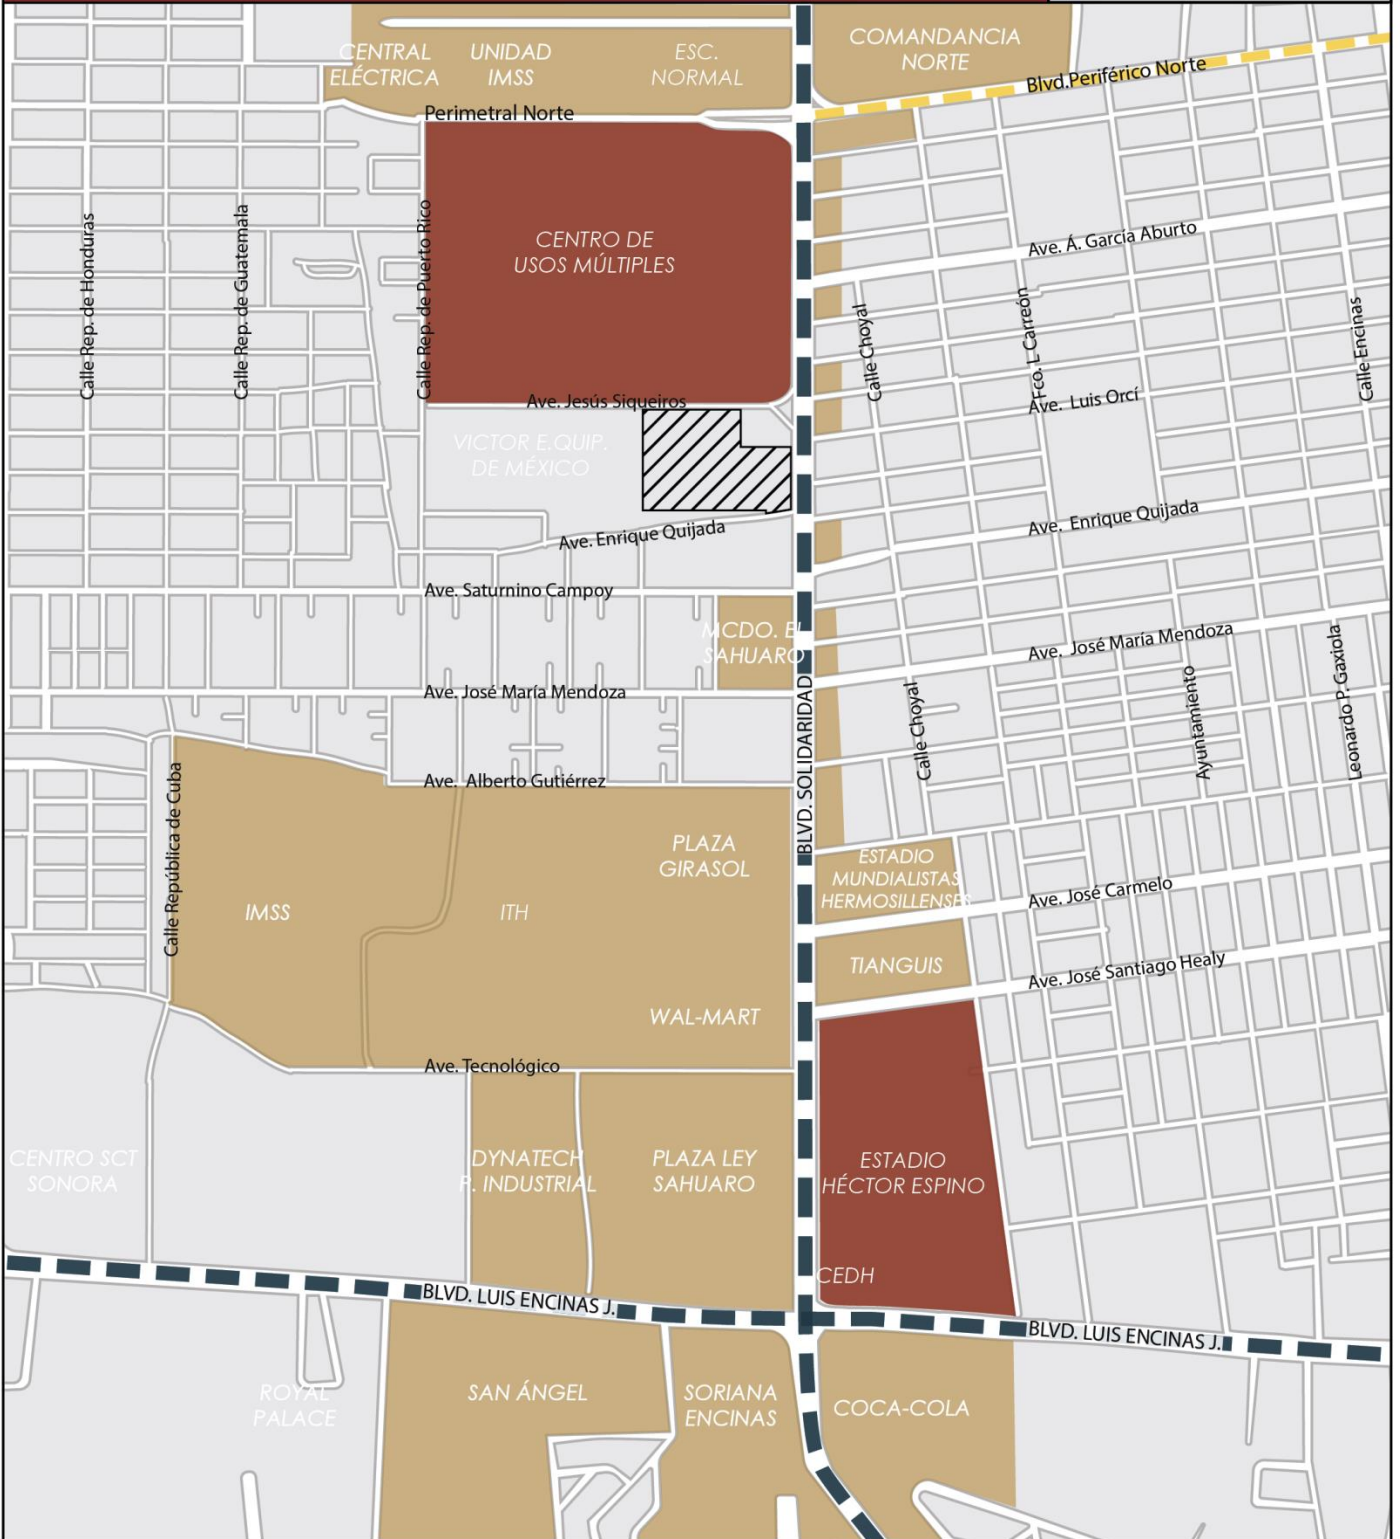 CENTRAL
ELÉCTRICA
UNIDAD
IMSS
ESC.
NORMAL
COMANDANCIA
NORTE
Blvd.Periférico Norte
Perimetral Norte
Calle Rep. de Honduras
Calle Rep. de Guatemala
Calle Rep. de Puerto Rico
CENTRO DE
USOS MÚLTIPLES
Ave. Á. García Aburto
Calle Choyal
Fco. L Carreón
Calle Encinas
Ave. Jesús Siqueiros
Ave. Luis Orcí
VICTOR E.QUIP.
DE MÉXICO
Ave. Enrique Quijada
Ave. Enrique Quijada
Ave. Saturnino Campoy
MCDO. EL
SAHUARO
Ave. José María Mendoza
Ave. José María Mendoza
BLVD. SOLIDARIDAD
Calle Choyal
Ayuntamiento
Leonardo P. Gaxiola
Calle República de Cuba
Ave. Alberto Gutiérrez
PLAZA
GIRASOL
ESTADIO
MUNDIALISTAS
HERMOSILLENSES
Ave. José Carmelo
IMSS
ITH
TIANGUIS
Ave. José Santiago Healy
WAL-MART
Ave. Tecnológico
CENTRO SCT
SONORA
DYNATECH
P. INDUSTRIAL
PLAZA LEY
SAHUARO
ESTADIO
HÉCTOR ESPINO
CEDH
BLVD. LUIS ENCINAS J.
BLVD. LUIS ENCINAS J.
ROYAL
PALACE
SAN ÁNGEL
SORIANA
ENCINAS
COCA-COLA